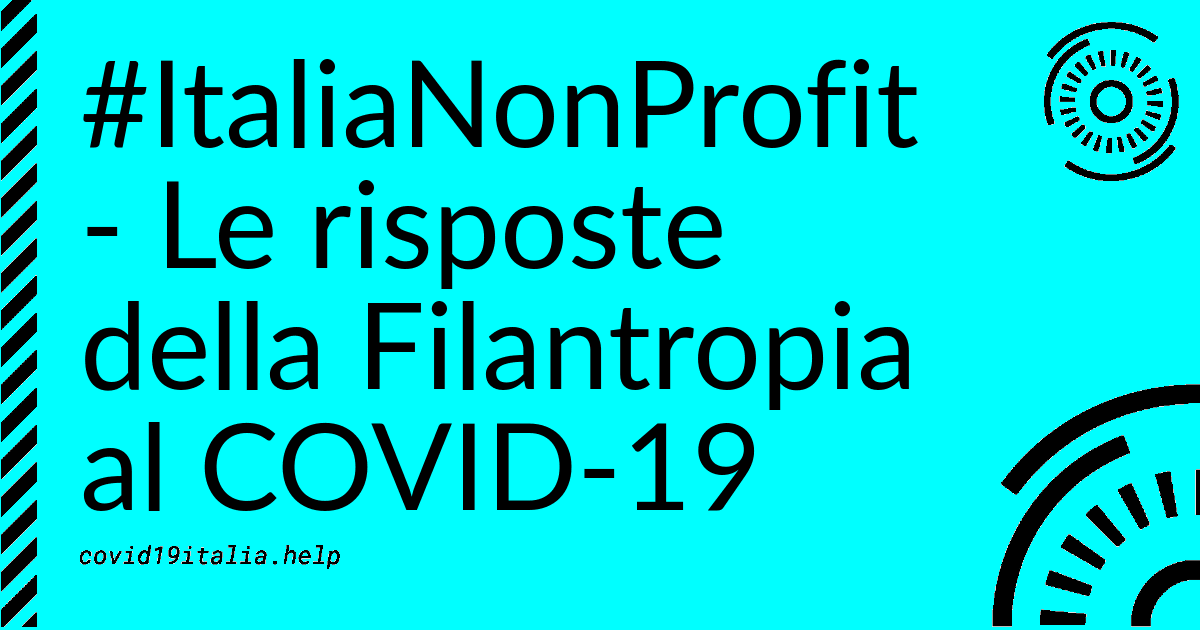 #ItaliaNonProfit
- Le risposte
della Filantropia
al COVID-19
covid19italia.help